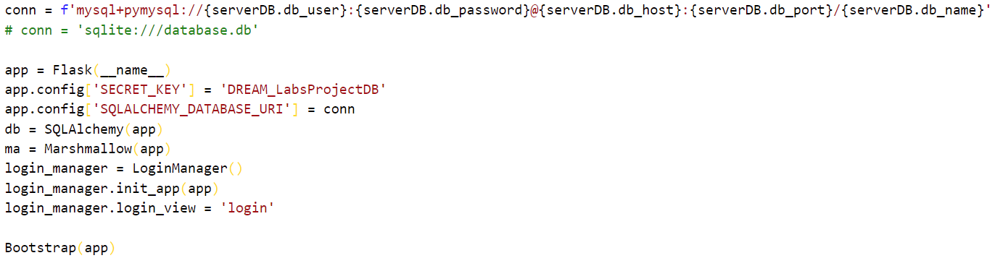 conn = f'mysql+pymysql://{serverDB.db_user}:{serverDB.db_password}@{serverDB.db_host}:{serverDB.db_port}/{serverDB.db_name}'
# conn = 'sqlite:///database.db'
app = Flask(__name__)
app.config['SECRET_KEY'] = 'DREAM_LabsProjectDB'
app.config['SQLALCHEMY_DATABASE_URI'] = conn
db = SQLAlchemy(app)
ma = Marshmallow(app)
login_manager = LoginManager()
login_manager.init_app(app)
login_manager.login_view = 'login'
Bootstrap(app)